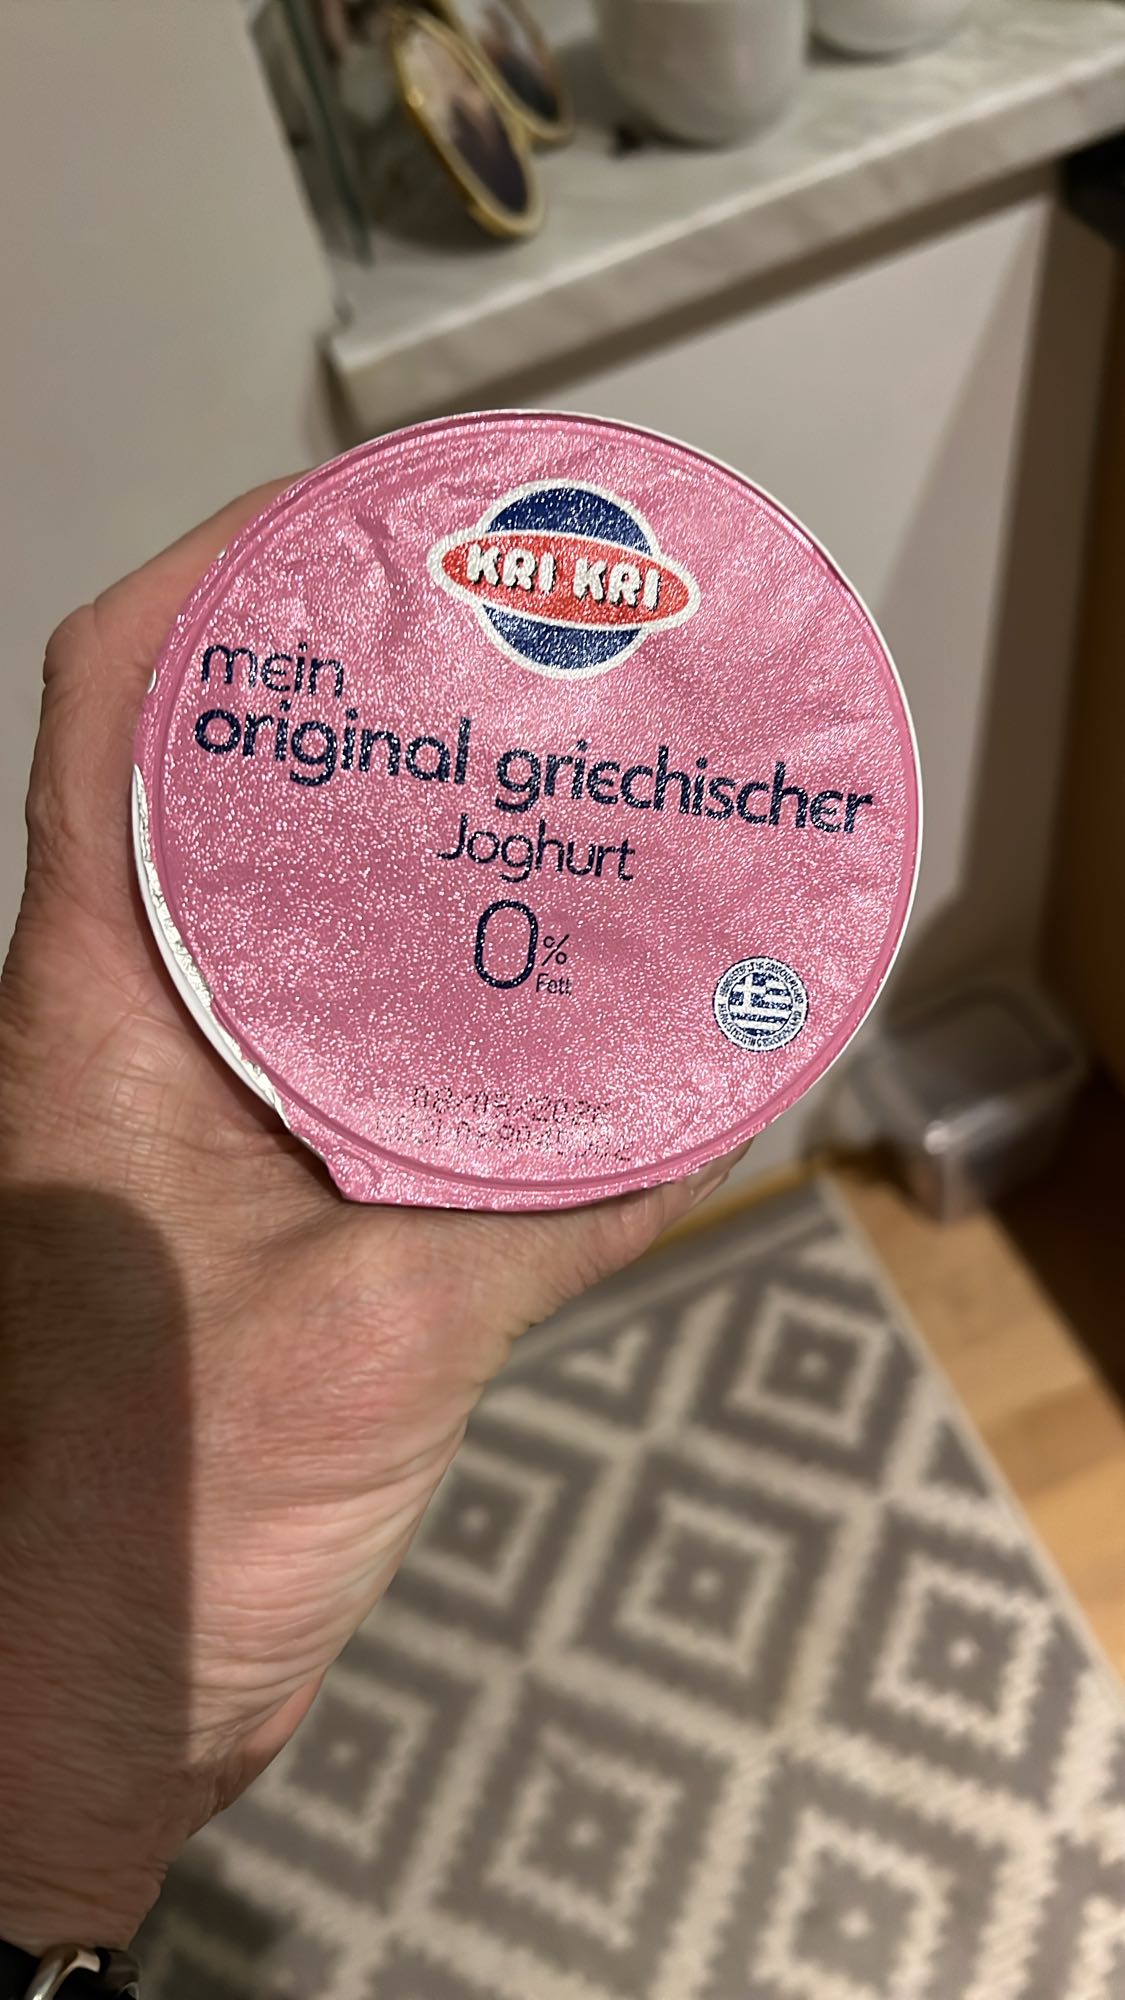 KRI KRI
mein
original griechischer
Joghurt
0%
Fett